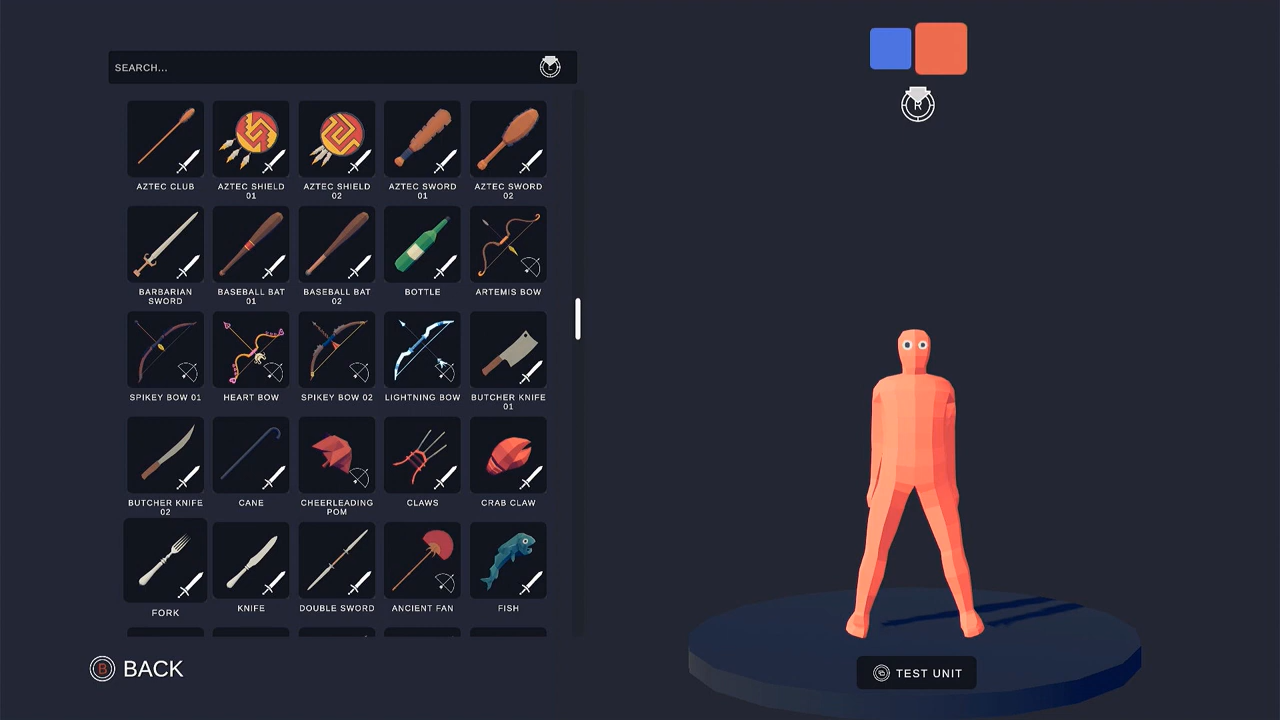 SEARCH...
L
R
AZTEC CLUB
AZTEC SHIELD
01
AZTEC SHIELD
02
AZTEC SWORD
01
AZTEC SWORD
02
BARBARIAN
SWORD
BASEBALL BAT
01
BASEBALL BAT
02
BOTTLE
ARTEMIS BOW
SPIKEY BOW 01
HEART BOW
SPIKEY BOW 02
LIGHTNING BOW
BUTCHER KNIFE
01
BUTCHER KNIFE
02
CANE
CHEERLEADING
POM
CLAWS
CRAB CLAW
FORK
KNIFE
DOUBLE SWORD
ANCIENT FAN
FISH
B BACK
TEST UNIT